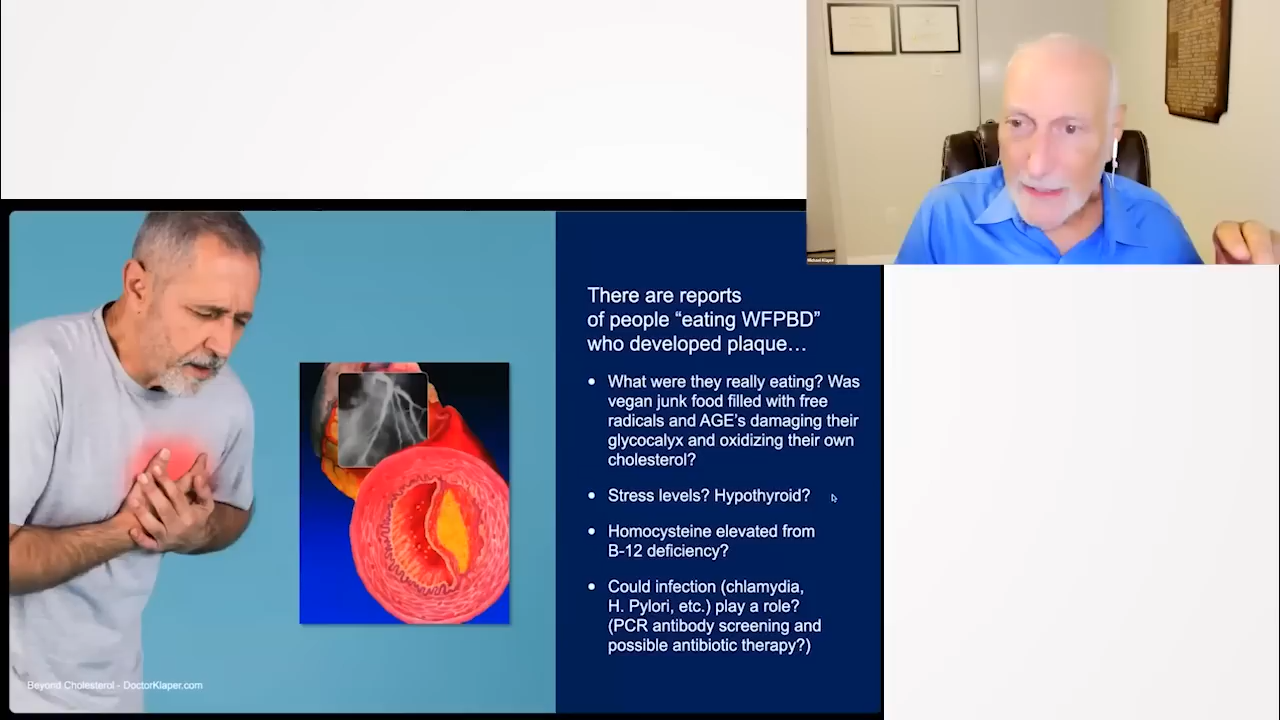 Michael Klaper
There are reports
of people “eating WFPBD”
who developed plaque…
• What were they really eating? Was
vegan junk food filled with free
radicals and AGE’s damaging their
glycocalyx and oxidizing their own
cholesterol?
• Stress levels? Hypothyroid?
• Homocysteine elevated from
B-12 deficiency?
• Could infection (chlamydia,
H. Pylori, etc.) play a role?
(PCR antibody screening and
possible antibiotic therapy?)
Beyond Cholesterol - DoctorKlaper.com